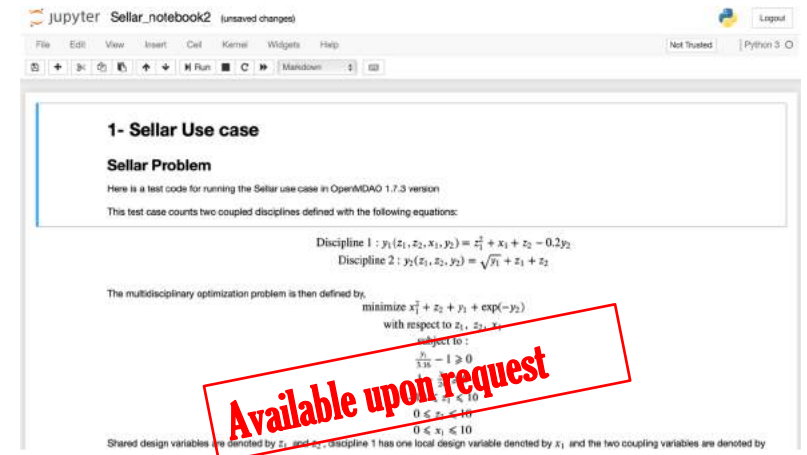 jupyter Sellar_notebook2 (unsaved changes)
Logout
File Edit View Insert Cell Kernel Widgets Help
Not Trusted Python 3
Run Markdown
1- Sellar Use case
Sellar Problem
Here is a test code for running the Sellar use case in OpenMDAO 1.7.3 version
This test case counts two coupled disciplines defined with the following equations:
Discipline 1 : y₁(z₁, z₂, x₁, y₂) = z₁² + x₁ + z₂ − 0.2y₂
Discipline 2 : y₂(z₁, z₂, y₂) = √y₁ + z₁ + z₂
The multidisciplinary optimization problem is then defined by,
minimize x₁² + z₂ + y₁ + exp(−y₂)
with respect to z₁, z₂, x₁
subject to :
y₁/3.16 − 1 ⩾ 0
⩽ z₁ ⩽ 10
0 ⩽ z₂ ⩽ 10
0 ⩽ x₁ ⩽ 10
Available upon request
Shared design variables are denoted by z₁ and z₂, discipline 1 has one local design variable denoted by x₁ and the two coupling variables are denoted by